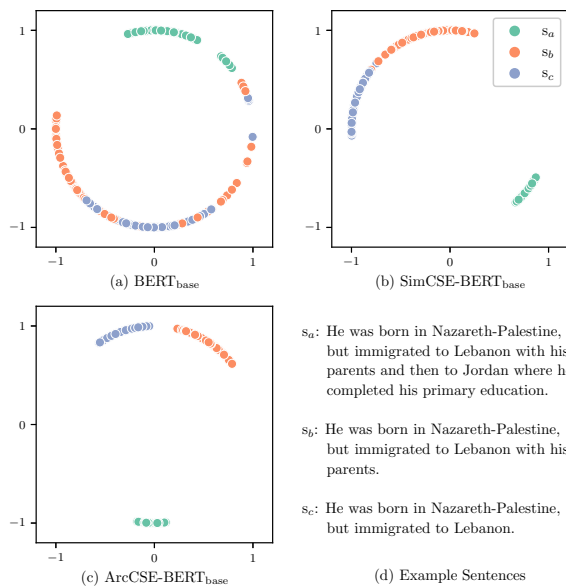 1
0
−1
−1
0
1
(a) BERTbase
1
0
−1
−1
0
1
sa
sb
sc
(b) SimCSE-BERTbase
1
0
−1
−1
0
1
(c) ArcCSE-BERTbase
sa: He was born in Nazareth-Palestine,
but immigrated to Lebanon with his
parents and then to Jordan where
completed his primary education.
sb: He was born in Nazareth-Palestine,
but immigrated to Lebanon with his
parents.
sc: He was born in Nazareth-Palestine,
but immigrated to Lebanon.
(d) Example Sentences